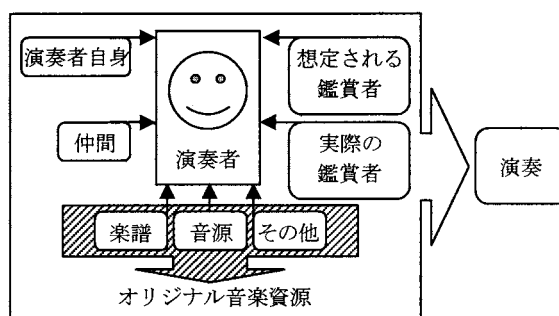 演奏者自身
想定される
鑑賞者
仲間
演奏者
実際の
鑑賞者
演奏
楽譜
音源
その他
オリジナル音楽資源